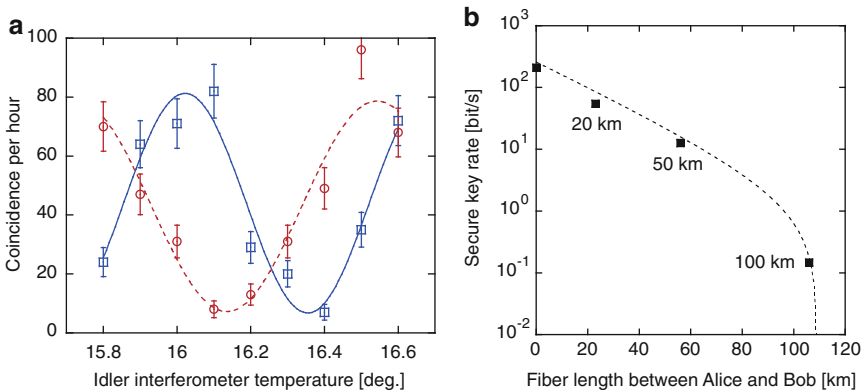 a
Coincidence per hour
100
80
60
40
20
0
15.8 16 16.2 16.4 16.6
Idler interferometer temperature [deg.]
b
Secure key rate [bit/s]
10³
10²
10¹
10⁰
10⁻¹
10⁻²
20 km
50 km
100 km
0 20 40 60 80 100 120
Fiber length between Alice and Bob [km]